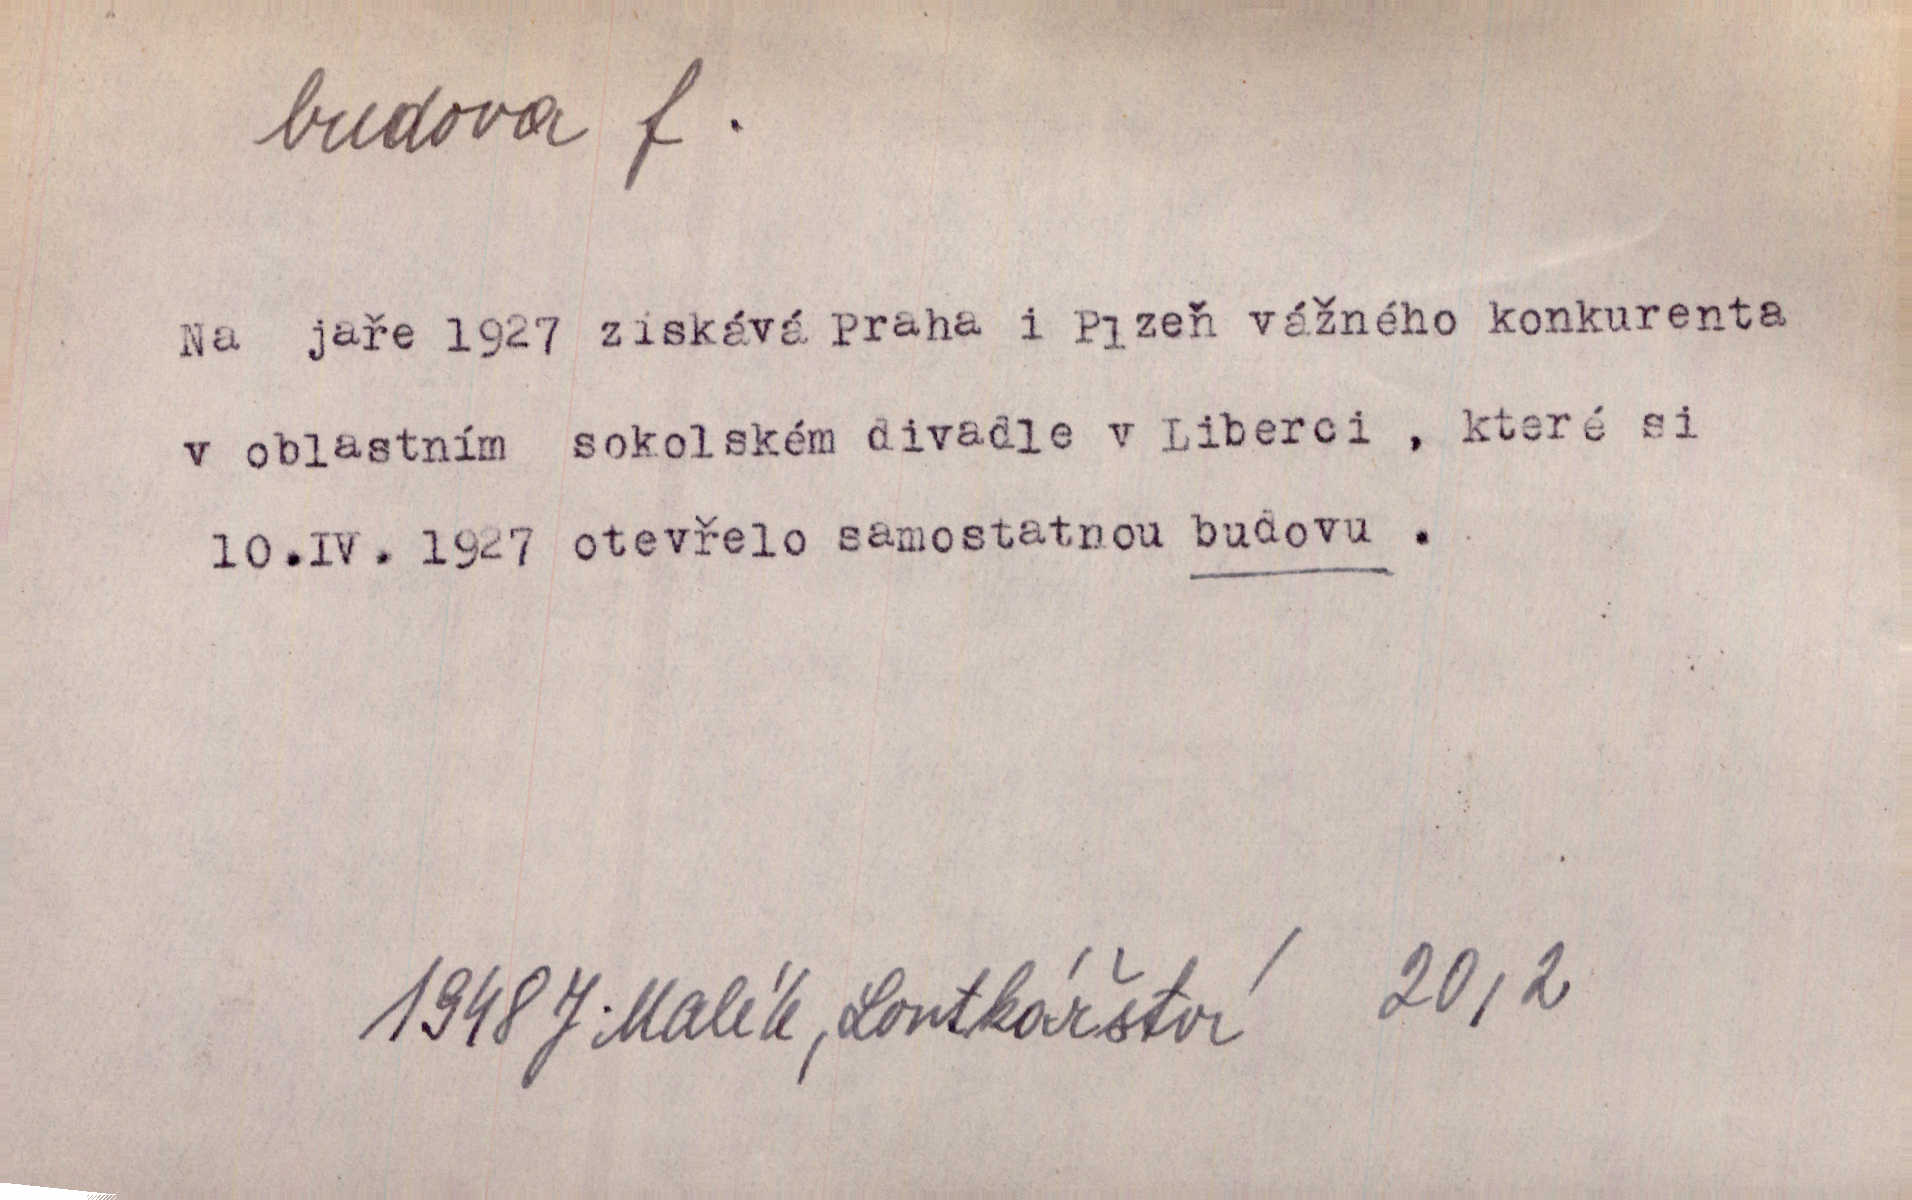 budova f.
Na jaře 1927 získává Praha i Plzeň vážného konkurenta
v oblastním sokolském divadle v Liberci , které si
10.IV. 1927 otevřelo samostatnou budovu .
1948 J. Malík, Loutkářství 20,2